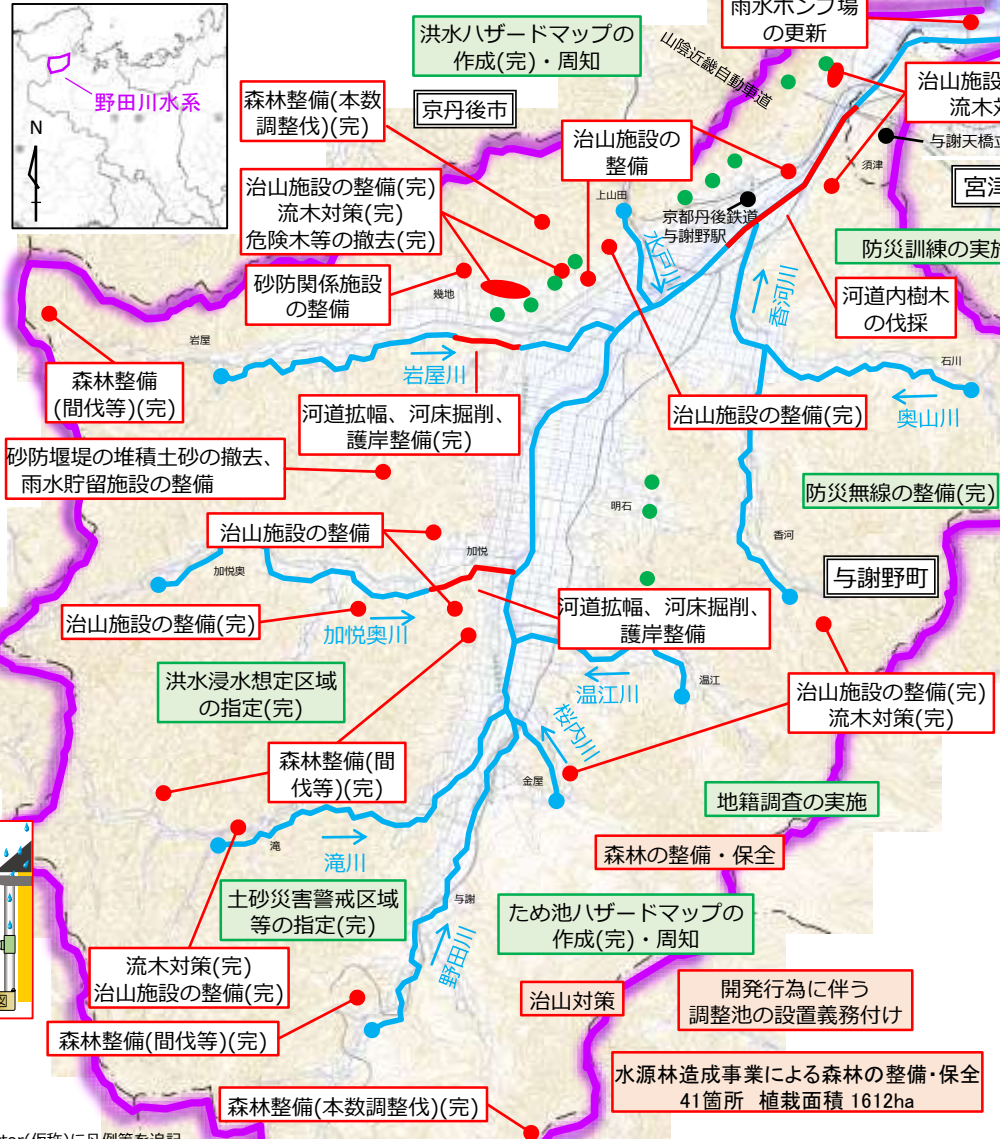 雨水ポンプ場
の更新
洪水ハザードマップの
作成(完)・周知
山陰近畿自動車道
野田川水系
N
京丹後市
森林整備(本数
調整伐)(完)
治山施設の
整備
治山施設
流木対
与謝天橋立
須津
宮津
治山施設の整備(完)
流木対策(完)
危険木等の撤去(完)
上山田
京都丹後鉄道
与謝野駅
水戸川
防災訓練の実施
砂防関係施設
の整備
幾地
香河川
河道内樹木
の伐採
岩屋
岩屋川
石川
奥山川
森林整備
(間伐等)(完)
河道拡幅、河床掘削、
護岸整備(完)
治山施設の整備(完)
砂防堰堤の堆積土砂の撤去、
雨水貯留施設の整備
明石
防災無線の整備(完)
治山施設の整備
加悦
香河
加悦奥
与謝野町
治山施設の整備(完)
加悦奥川
河道拡幅、河床掘削、
護岸整備
洪水浸水想定区域
の指定(完)
温江川
温江
治山施設の整備(完)
流木対策(完)
桜内川
森林整備(間
伐等)(完)
金屋
地籍調査の実施
滝
滝川
森林の整備・保全
土砂災害警戒区域
等の指定(完)
与謝
ため池ハザードマップの
作成(完)・周知
野田川
流木対策(完)
治山施設の整備(完)
図
治山対策
開発行為に伴う
調整池の設置義務付け
森林整備(間伐等)(完)
水源林造成事業による森林の整備・保全
41箇所 植栽面積 1612ha
森林整備(本数調整伐)(完)